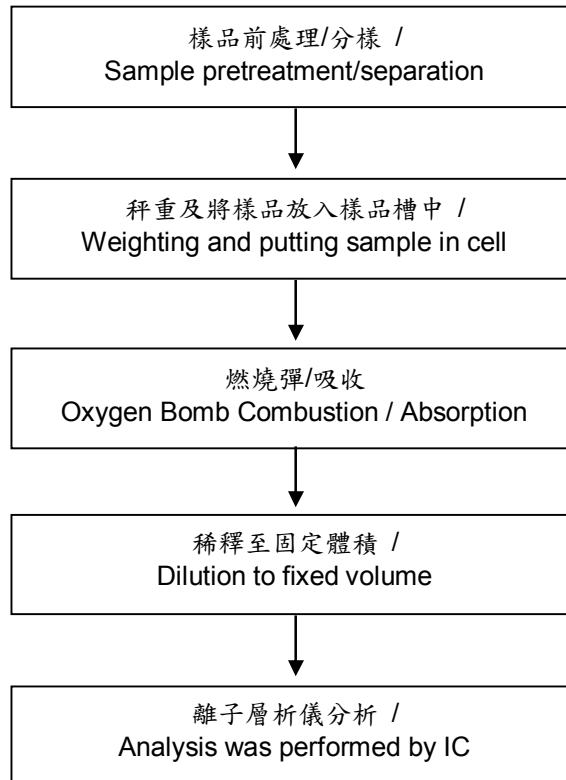 樣品前處理/分樣 /
Sample pretreatment/separation
秤重及將樣品放入樣品槽中 /
Weighting and putting sample in cell
燃燒彈/吸收
Oxygen Bomb Combustion / Absorption
稀釋至固定體積 /
Dilution to fixed volume
離子層析儀分析 /
Analysis was performed by IC